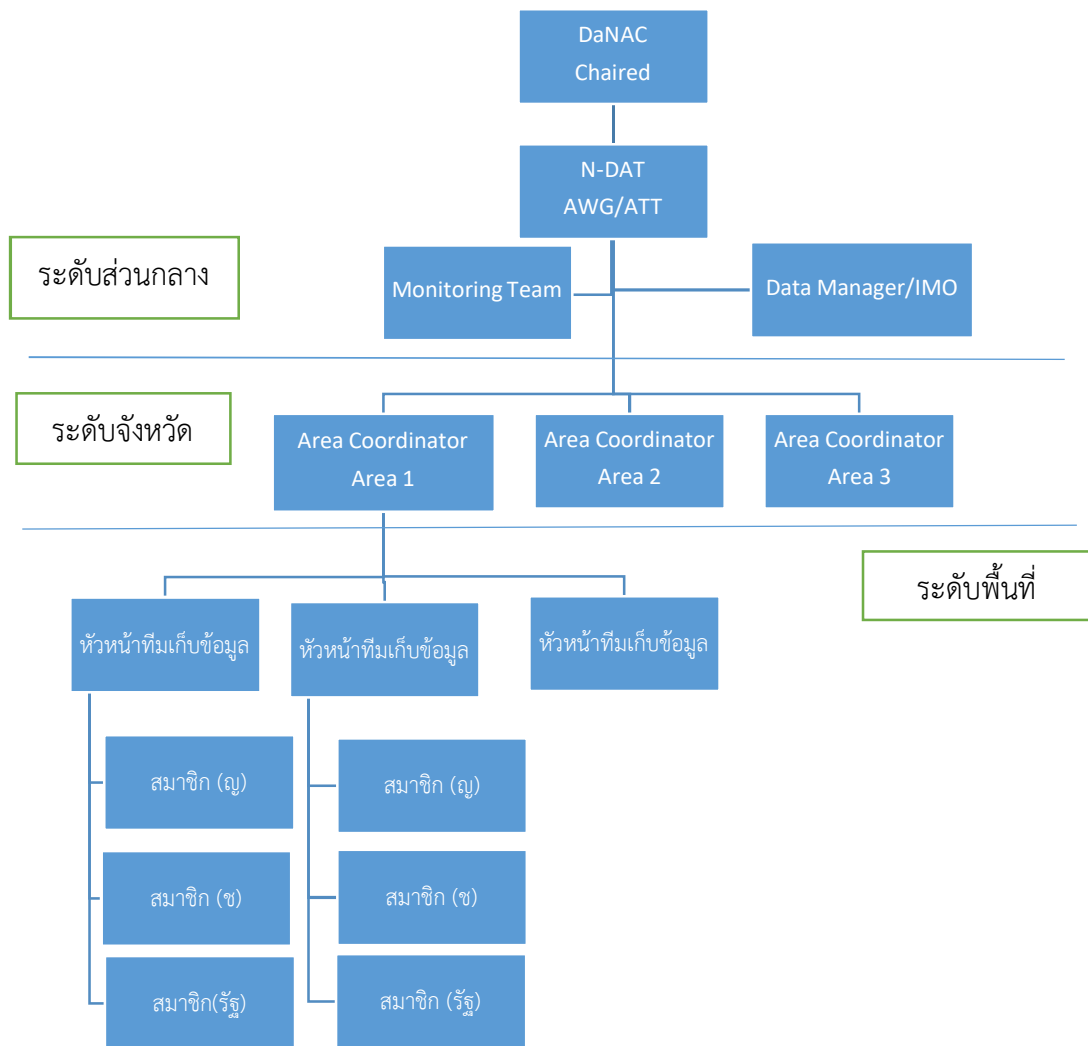 DaNAC
Chaired
N-DAT
AWG/ATT
ระดับส่วนกลาง
Monitoring Team
Data Manager/IMO
ระดับจังหวัด
Area Coordinator
Area 1
Area Coordinator
Area 2
Area Coordinator
Area 3
ระดับพื้นที่
หัวหน้าทีมเก็บข้อมูล
หัวหน้าทีมเก็บข้อมูล
หัวหน้าทีมเก็บข้อมูล
สมาชิก (ญ)
สมาชิก (ญ)
สมาชิก (ช)
สมาชิก (ช)
สมาชิก(รัฐ)
สมาชิก (รัฐ)